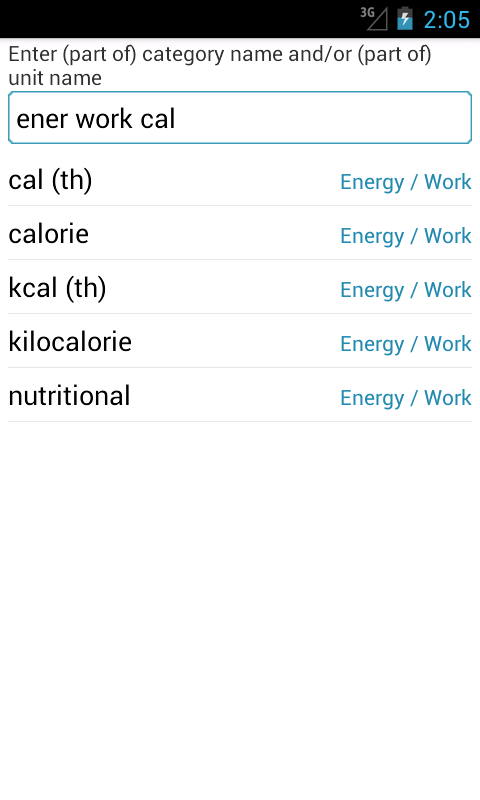 3G 2:05
Enter (part of) category name and/or (part of)
unit name
ener work cal
cal (th) Energy / Work
calorie Energy / Work
kcal (th) Energy / Work
kilocalorie Energy / Work
nutritional Energy / Work